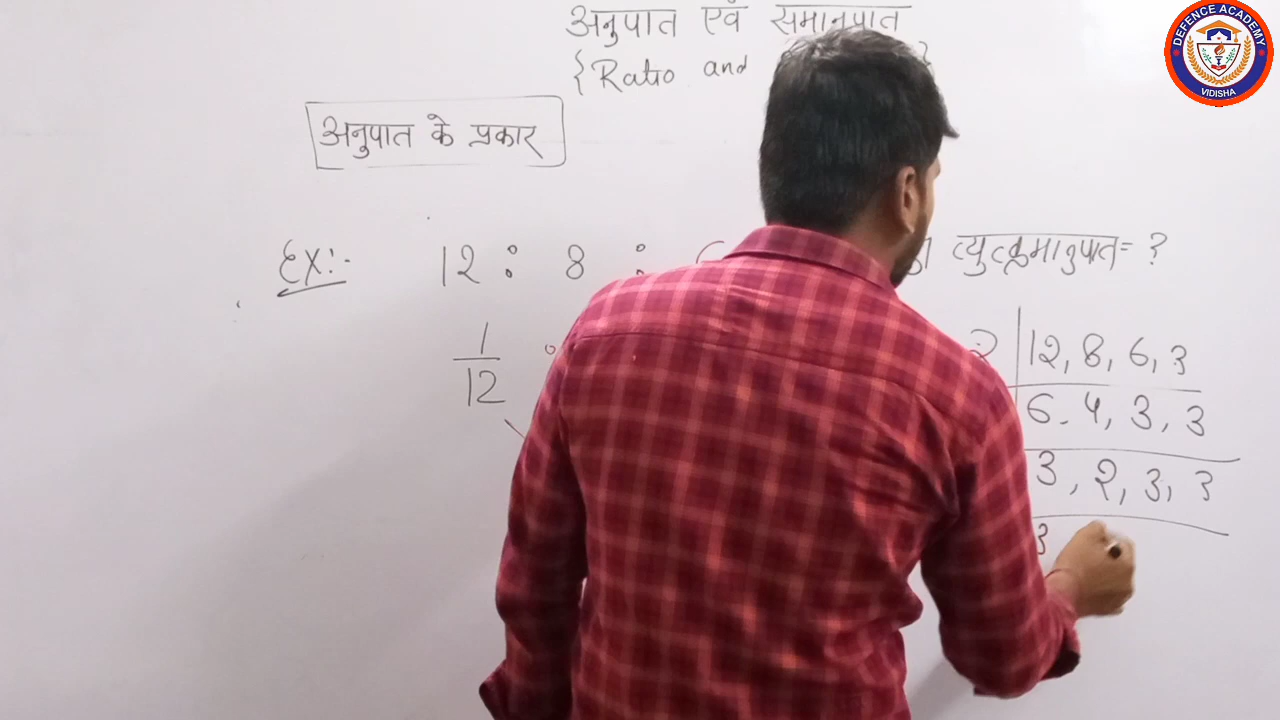 अनुपात एवं समानुपात
{Ratio and }
DEFENCE ACADEMY
VIDISHA
अनुपात के प्रकार
Ex:- 12 : 8 : व्युत्क्रमानुपात = ?
1/12
2 | 12, 8, 6, 3
6, 4, 3, 3
3, 2, 3, 3
3